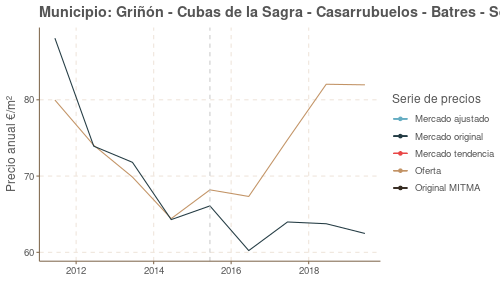 Municipio: Griñón - Cubas de la Sagra - Casarrubuelos - Batres - S
Precio anual €/m²
80
70
60
2012
2014
2016
2018
Serie de precios
Mercado ajustado
Mercado original
Mercado tendencia
Oferta
Original MITMA